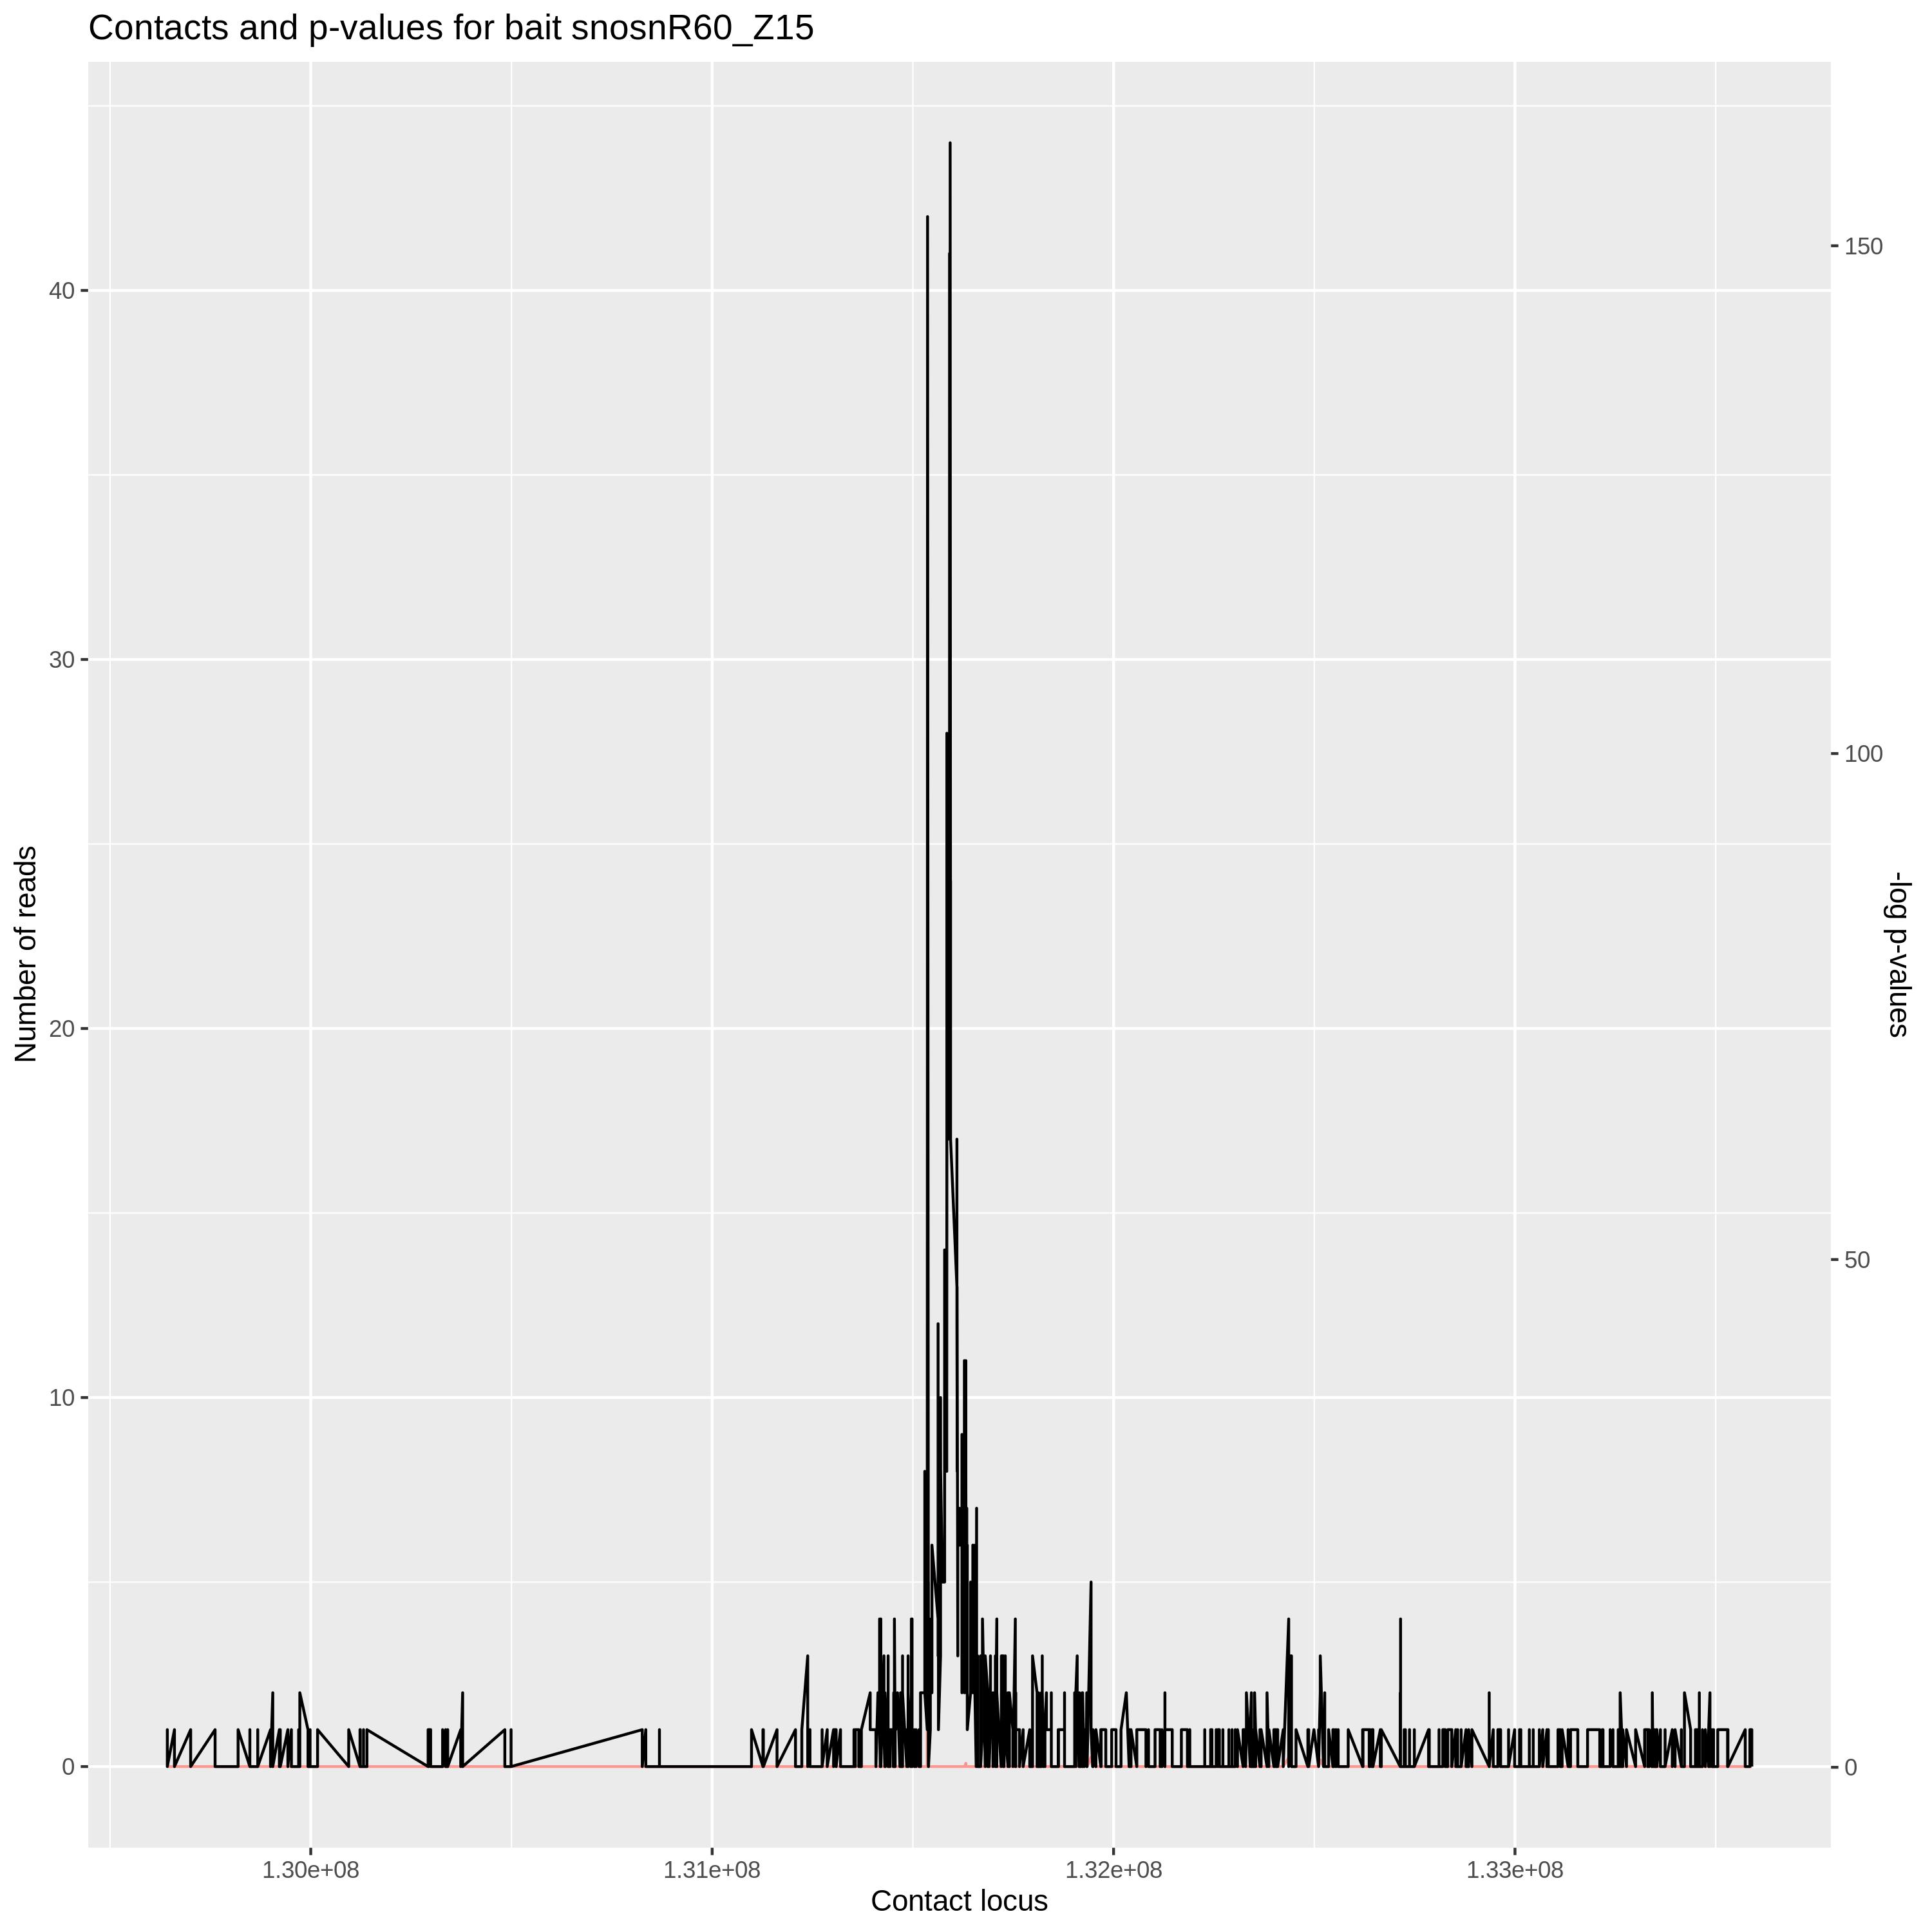 Contacts and p-values for bait snosnR60_Z15
Number of reads
40
30
20
10
0
150
100
50
0
-log p-values
1.30e+08
1.31e+08
1.32e+08
1.33e+08
Contact locus